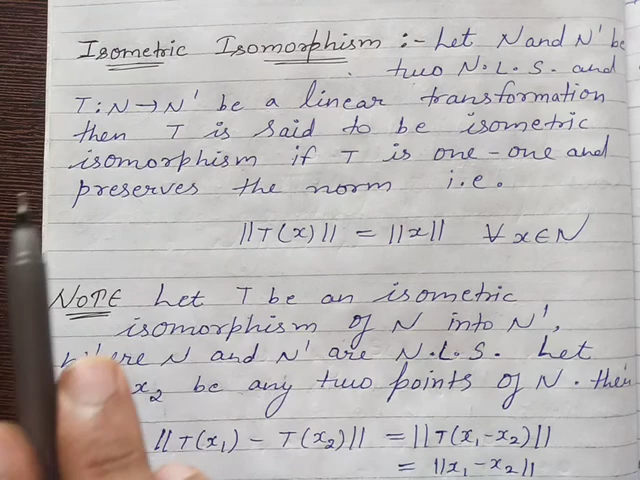 Isometric Isomorphism :- Let N and N' be
two N.L.S. and
T: N → N' be a linear transformation
then T is said to be isometric
isomorphism if T is one-one and
preserves the norm i.e.
||T(x)|| = ||x|| ∀ x ∈ N
NOTE Let T be an isometric
isomorphism of N into N',
N and N' are N.L.S. Let
x₂ be any two points of N. then
||T(x₁) - T(x₂)|| = ||T(x₁-x₂)||
= ||x₁-x₂||